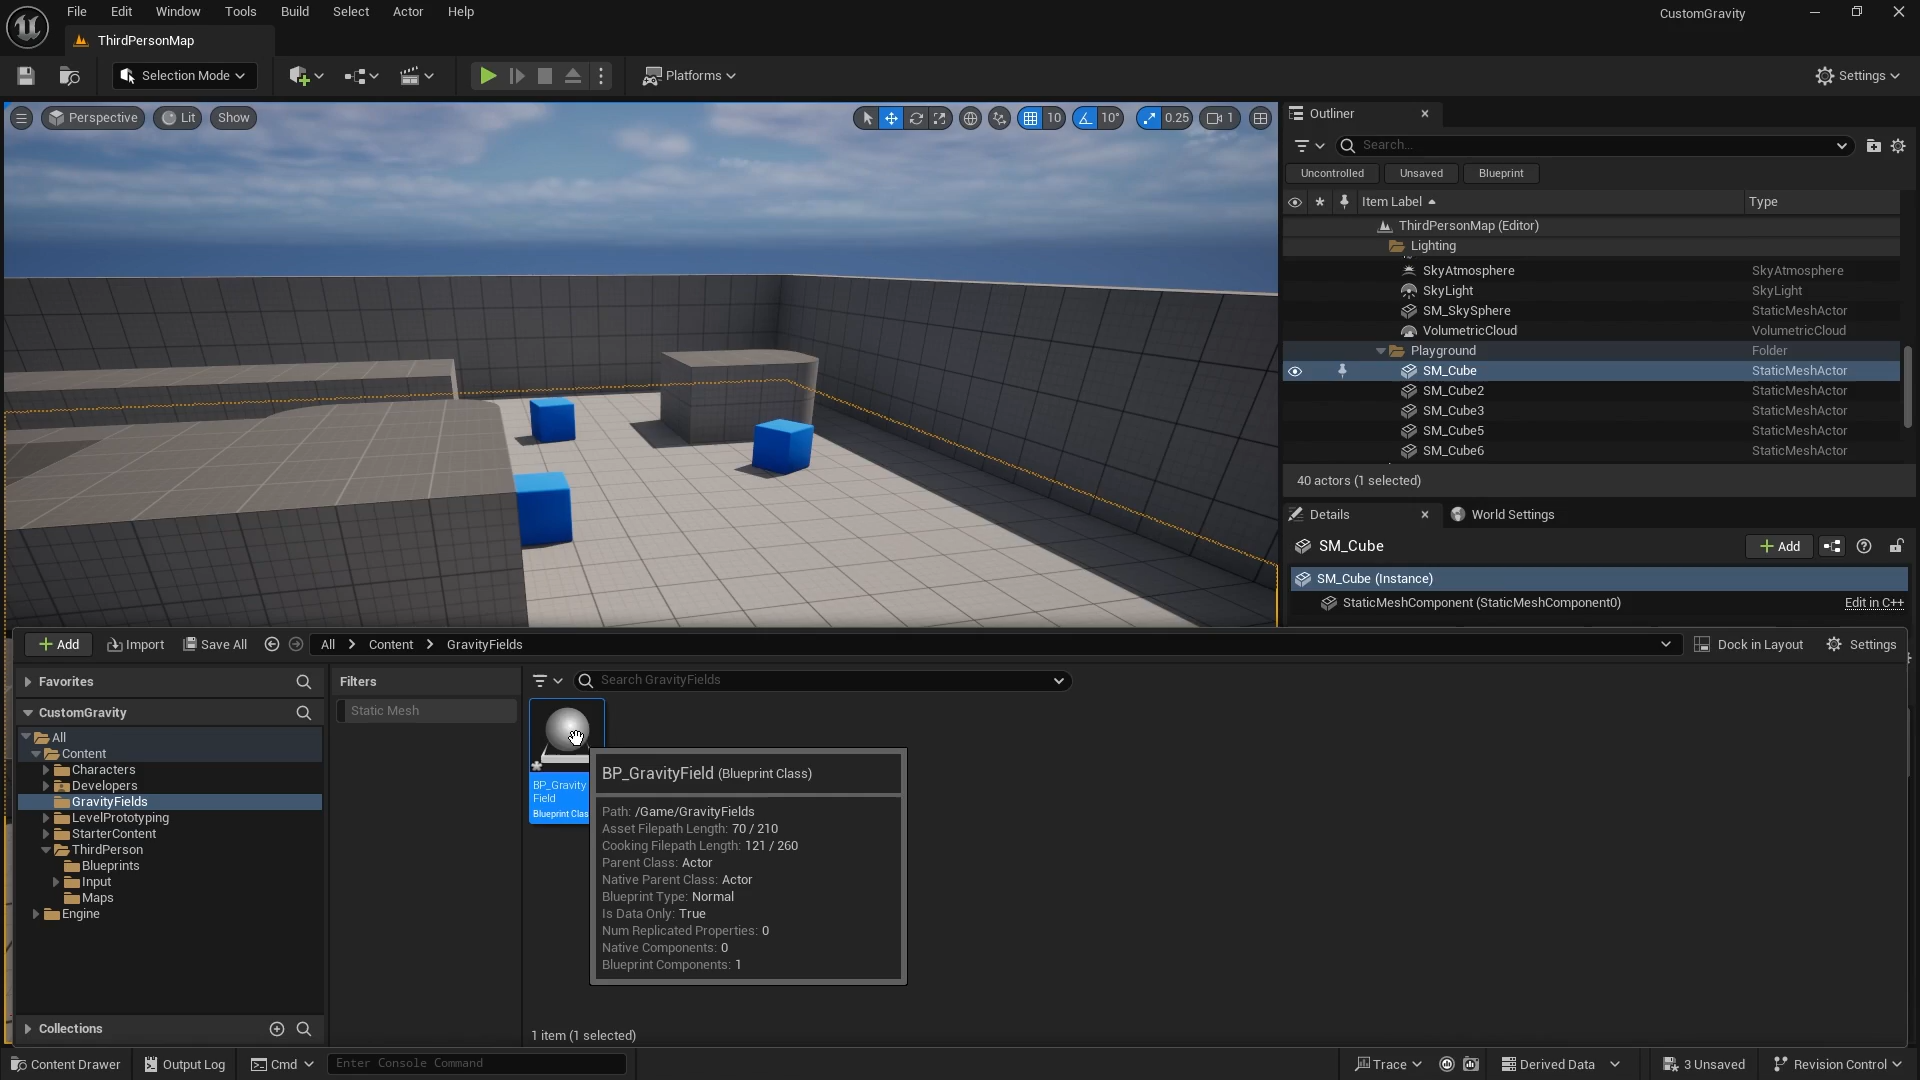 File Edit Window Tools Build Select Actor Help
CustomGravity
ThirdPersonMap
Selection Mode
Platforms
Settings
Perspective Lit Show
10 10° 0.25 1
Outliner
Search...
Uncontrolled Unsaved Blueprint
Item Label Type
ThirdPersonMap (Editor)
Lighting
SkyAtmosphere SkyAtmosphere
SkyLight SkyLight
SM_SkySphere StaticMeshActor
VolumetricCloud VolumetricCloud
Playground Folder
SM_Cube StaticMeshActor
SM_Cube2 StaticMeshActor
SM_Cube3 StaticMeshActor
SM_Cube5 StaticMeshActor
SM_Cube6 StaticMeshActor
40 actors (1 selected)
Details World Settings
SM_Cube Add
SM_Cube (Instance)
StaticMeshComponent (StaticMeshComponent0) Edit in C++
Add Import Save All All Content GravityFields Dock in Layout Settings
Favorites
CustomGravity
All
Content
Characters
Developers
GravityFields
LevelPrototyping
StarterContent
ThirdPerson
Blueprints
Input
Maps
Engine
Collections
Filters
Static Mesh
Search GravityFields
BP_Gravity
Field
Blueprint Clas
BP_GravityField (Blueprint Class)
Path: /Game/GravityFields
Asset Filepath Length: 70 / 210
Cooking Filepath Length: 121 / 260
Parent Class: Actor
Native Parent Class: Actor
Blueprint Type: Normal
Is Data Only: True
Num Replicated Properties: 0
Native Components: 0
Blueprint Components: 1
1 item (1 selected)
Content Drawer Output Log Cmd Enter Console Command Trace Derived Data 3 Unsaved Revision Control